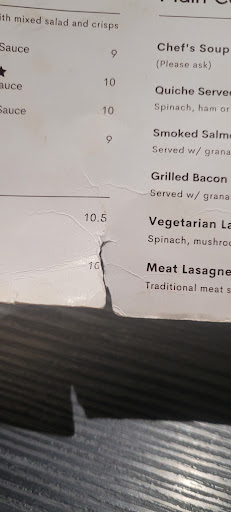 ith mixed salad and crisps
Sauce 9
auce 10
Sauce 10
9
10.5
10
Chef's Soup
(Please ask)
Quiche Serve
Spinach, ham or
Smoked Salm
Served w/ grana
Grilled Bacon
Served w/ grana
Vegetarian La
Spinach, mushroo
Meat Lasagne
Traditional meat s